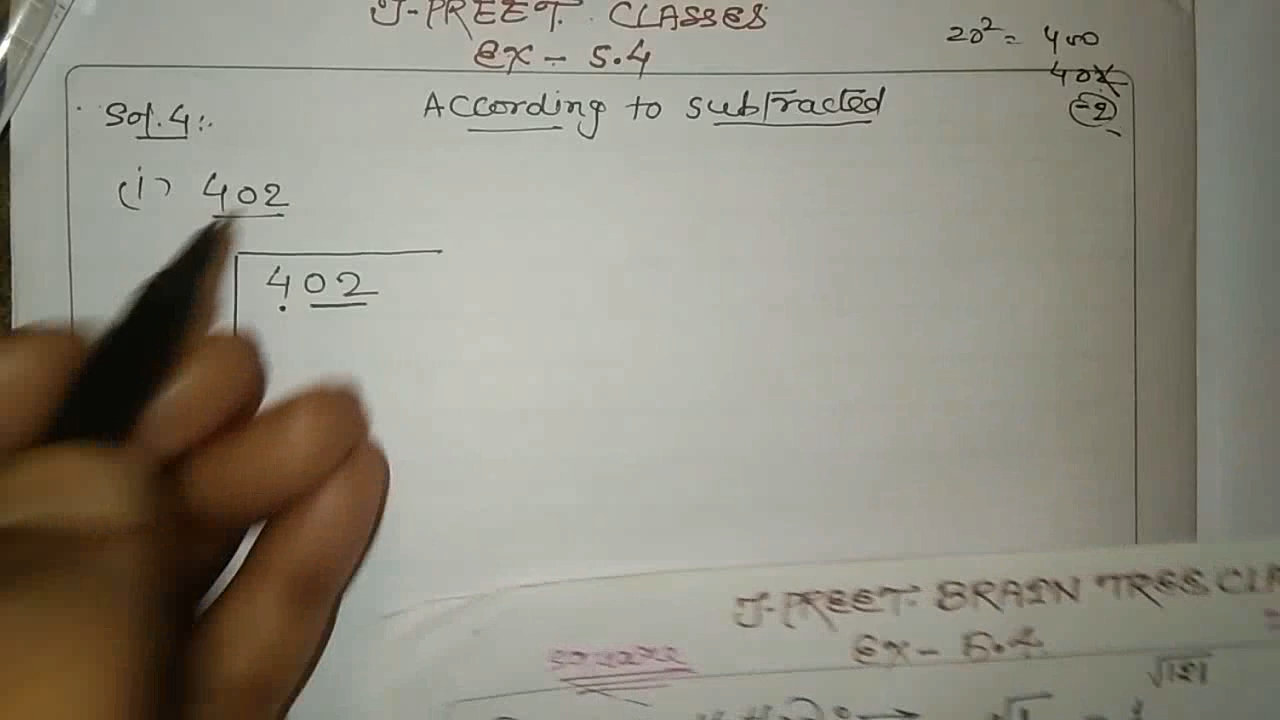 J-PREET. CLASSES
Ex - 5.4
20² = 400
402
-2
According to subtracted
Sol. 4:-
(i) 402
402
J-PREET. BRAIN TREE CLA
Ex - 5.4
√121